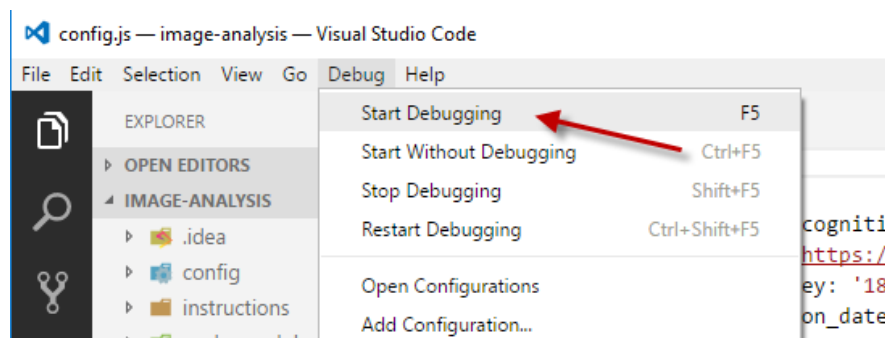 config.js — image-analysis — Visual Studio Code
File Edit Selection View Go Debug Help
EXPLORER
OPEN EDITORS
IMAGE-ANALYSIS
.idea
config
instructions
Start Debugging F5
Start Without Debugging Ctrl+F5
Stop Debugging Shift+F5
Restart Debugging Ctrl+Shift+F5
Open Configurations
Add Configuration...
cogniti
https:/
ey: '18
on_date